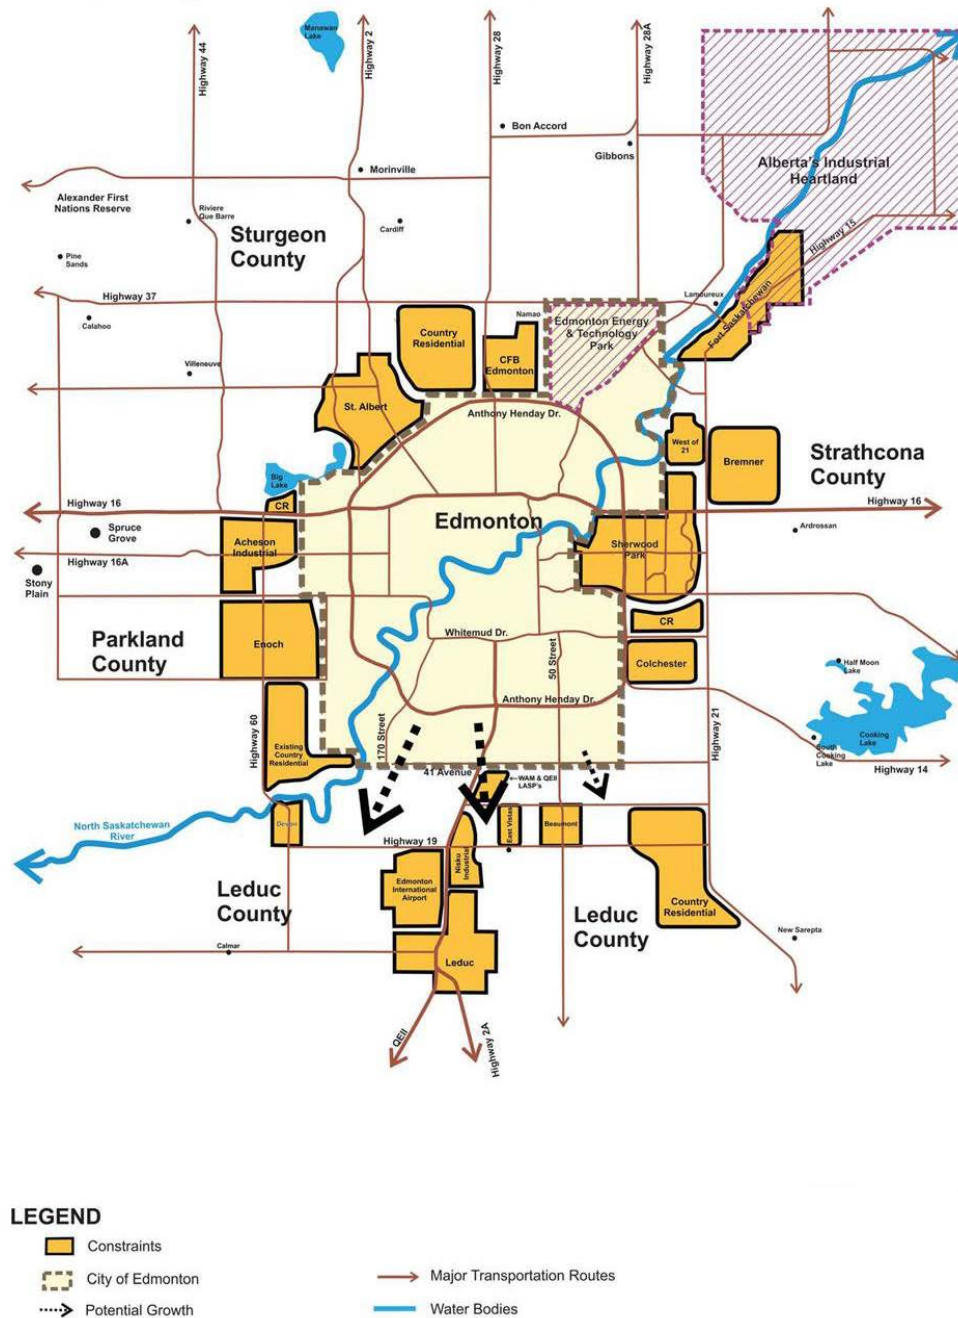 Manawan
Lake
Highway 44
Highway 2
Highway 28
Highway 28A
Bon Accord
Gibbons
Morinville
Alberta's Industrial
Heartland
Alexander First
Nations Reserve
Riviere
Que Barre
Cardiff
Sturgeon
County
Pine
Sands
Highway 15
Highway 37
Lamoureux
Fort Saskatchewan
Calahoo
Namao
Edmonton Energy
& Technology
Park
Country
Residential
CFB
Edmonton
Villeneuve
St. Albert
Anthony Henday Dr.
West of
21
Bremner
Strathcona
County
Big
Lake
CR
Highway 16
Edmonton
Highway 16
Spruce
Grove
Acheson
Industrial
Sherwood
Park
Ardrossan
Highway 16A
Stony
Plain
CR
Parkland
County
Enoch
Whitemud Dr.
50 Street
Colchester
Half Moon
Lake
Anthony Henday Dr.
Highway 60
170 Street
Highway 21
Cooking
Lake
South
Cooking
Lake
Existing
Country
Residential
Highway 14
41 Avenue
WAM & QEII
LASP's
Devon
East Vistas
Beaumont
North Saskatchewan
River
Highway 19
Nisku
Industrial
Edmonton
International
Airport
Leduc
County
Leduc
County
Country
Residential
New Sarepta
Calmar
Leduc
QEII
Highway 2A
LEGEND
Constraints
City of Edmonton
Major Transportation Routes
Potential Growth
Water Bodies